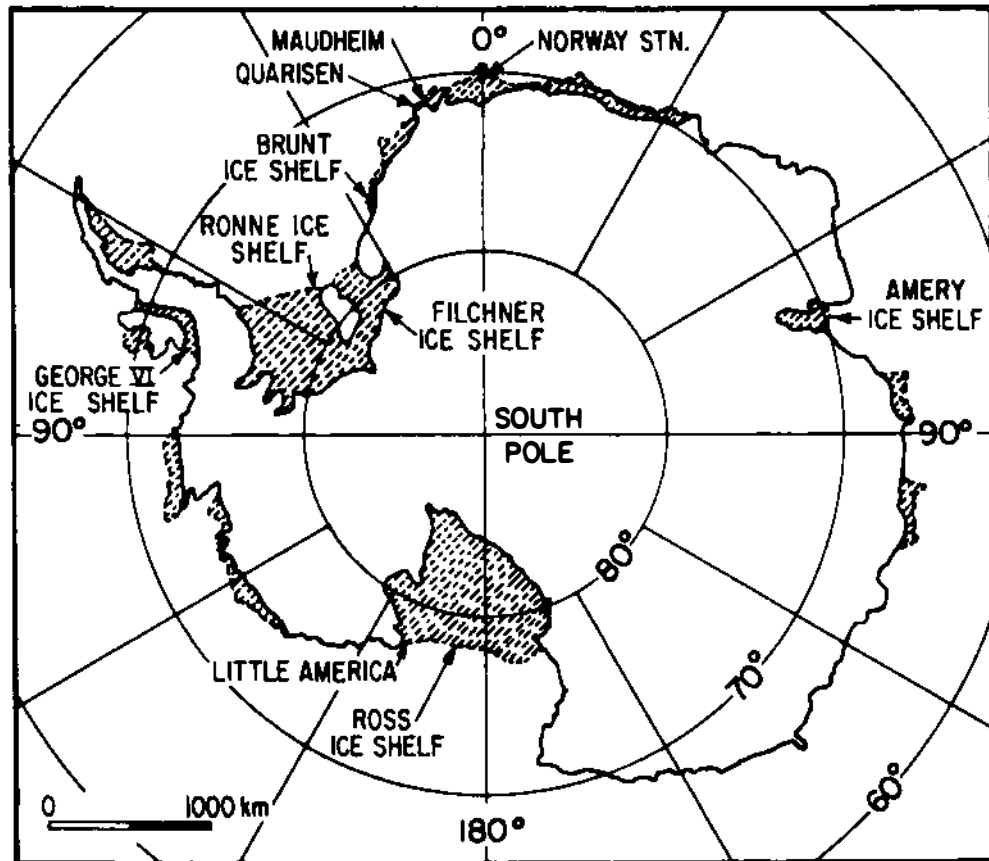 MAUDHEIM
0°
NORWAY STN.
QUARISEN
BRUNT
ICE SHELF
RONNE ICE
SHELF
FILCHNER
ICE SHELF
AMERY
ICE SHELF
GEORGE VI
ICE SHELF
90°
SOUTH
POLE
90°
80°
70°
60°
LITTLE AMERICA
ROSS
ICE SHELF
0 1000 km
180°